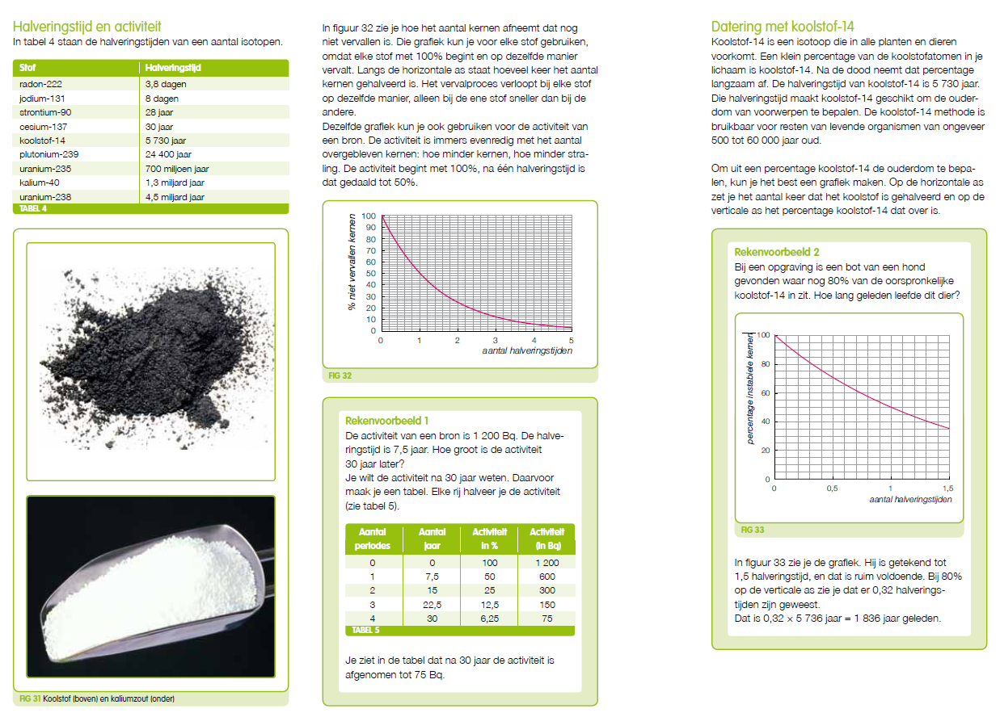 Halveringstijd en activiteit
In tabel 4 staan de halveringstijden van een aantal isotopen.
Stof Halveringstijd
radon-222 3,8 dagen
jodium-131 8 dagen
strontium-90 28 jaar
cesium-137 30 jaar
koolstof-14 5 730 jaar
plutonium-239 24 400 jaar
uranium-235 700 miljoen jaar
kalium-40 1,3 miljard jaar
uranium-238 4,5 miljard jaar
TABEL 4
FIG 31 Koolstof (boven) en kaliumzout (onder)
In figuur 32 zie je hoe het aantal kernen afneemt dat nog
niet vervallen is. Die grafiek kun je voor elke stof gebruiken,
omdat elke stof met 100% begint en op dezelfde manier
vervalt. Langs de horizontale as staat hoeveel keer het aantal
kernen gehalveerd is. Het vervalproces verloopt bij elke stof
op dezelfde manier, alleen bij de ene stof sneller dan bij de
andere.
Dezelfde grafiek kun je ook gebruiken voor de activiteit van
een bron. De activiteit is immers evenredig met het aantal
overgebleven kernen: hoe minder kernen, hoe minder stra-
ling. De activiteit begint met 100%, na één halveringstijd is
dat gedaald tot 50%.
% niet vervallen kernen
100
90
80
70
60
50
40
30
20
10
0
0 1 2 3 4 5
aantal halveringstijden
FIG 32
Rekenvoorbeeld 1
De activiteit van een bron is 1 200 Bq. De halve-
ringstijd is 7,5 jaar. Hoe groot is de activiteit
30 jaar later?
Je wilt de activiteit na 30 jaar weten. Daarvoor
maak je een tabel. Elke rij halveer je de activiteit
(zie tabel 5).
Aantal Aantal Activiteit Activiteit
periodes jaar in % (in Bq)
0 0 100 1 200
1 7,5 50 600
2 15 25 300
3 22,5 12,5 150
4 30 6,25 75
TABEL 5
Je ziet in de tabel dat na 30 jaar de activiteit is
afgenomen tot 75 Bq.
Datering met koolstof-14
Koolstof-14 is een isotoop die in alle planten en dieren
voorkomt. Een klein percentage van de koolstofatomen in je
lichaam is koolstof-14. Na de dood neemt dat percentage
langzaam af. De halveringstijd van koolstof-14 is 5 730 jaar.
Die halveringstijd maakt koolstof-14 geschikt om de ouder-
dom van voorwerpen te bepalen. De koolstof-14 methode is
bruikbaar voor resten van levende organismen van ongeveer
500 tot 60 000 jaar oud.
Om uit een percentage koolstof-14 de ouderdom te bepa-
len, kun je het best een grafiek maken. Op de horizontale as
zet je het aantal keer dat het koolstof is gehalveerd en op de
verticale as het percentage koolstof-14 dat over is.
Rekenvoorbeeld 2
Bij een opgraving is een bot van een hond
gevonden waar nog 80% van de oorspronkelijke
koolstof-14 in zit. Hoe lang geleden leefde dit dier?
percentage instabiele kernen
100
80
60
40
20
0
0 0,5 1 1,5
aantal halveringstijden
FIG 33
In figuur 33 zie je de grafiek. Hij is getekend tot
1,5 halveringstijd, en dat is ruim voldoende. Bij 80%
op de verticale as zie je dat er 0,32 halverings-
tijden zijn geweest.
Dat is 0,32 × 5 736 jaar = 1 836 jaar geleden.